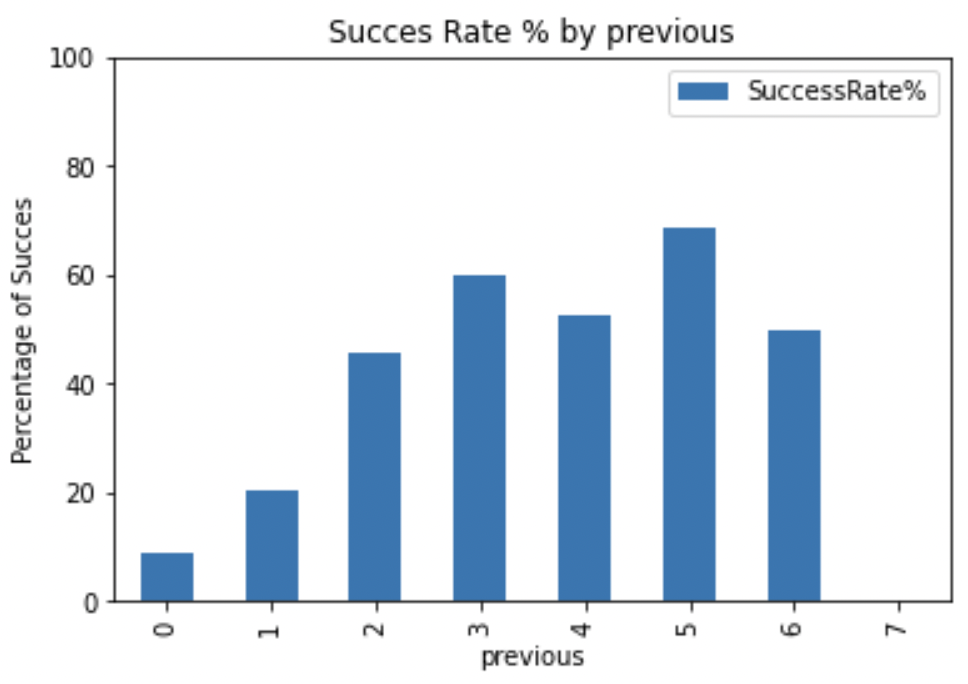 Succes Rate % by previous
SuccessRate%
Percentage of Succes
100
80
60
40
20
0
0 1 2 3 4 5 6 7
previous